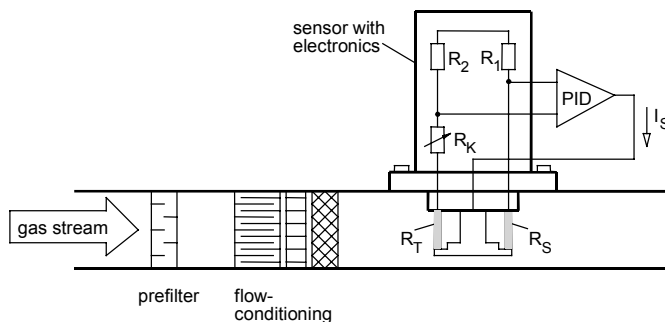 sensor with
electronics
R2
R1
PID
IS
RK
gas stream
RT
RS
prefilter
flow-
conditioning